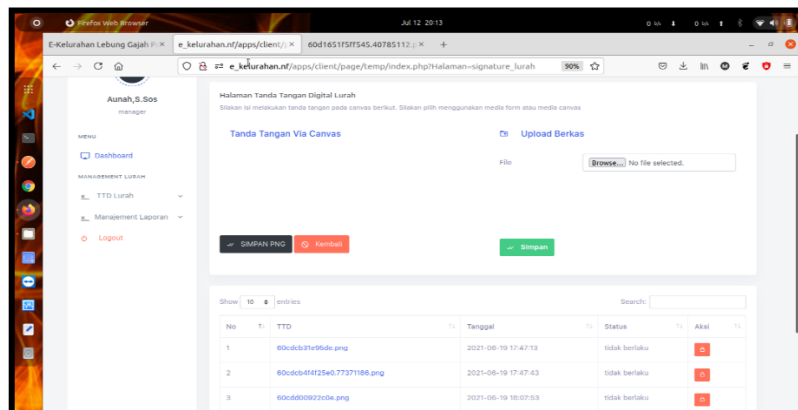 Firefox Web Browser
Jul 12 20:13
E-Kelurahan Lebung Gajah
e_kelurahan.nf/apps/client/
60d1651f5ff545.40785112.p
e_kelurahan.nf/apps/client/page/temp/index.php?Halaman=signature_lurah
90%
Aunah,S.Sos
manager
MENU
Dashboard
MANAGEMENT LURAH
TTD Lurah
Manajement Laporan
Logout
Halaman Tanda Tangan Digital Lurah
Silakan isi melakukan tanda tangan pada canvas berikut. Silakan pilih menggunakan media form atau media canvas
Tanda Tangan Via Canvas
Upload Berkas
File
Browse... No file selected.
SIMPAN PNG
Kembali
Simpan
Show 10 entries
Search:
No TTD Tanggal Status Aksi
1 60cdcb31e95de.png 2021-06-19 17:47:13 tidak berlaku
2 60cdcb4f4f25e0.77371186.png 2021-06-19 17:47:43 tidak berlaku
3 60cdd00922c0e.png 2021-06-19 18:07:53 tidak berlaku